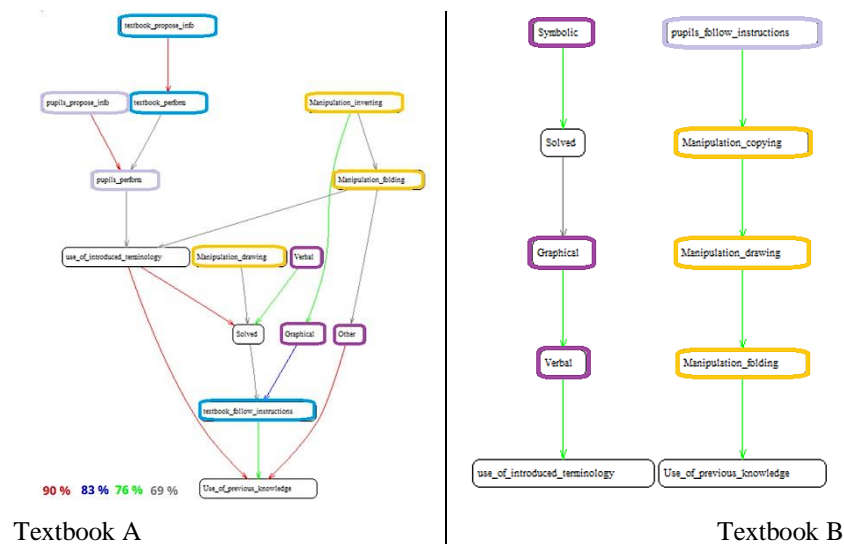 textbook_propose_info
pupils_propose_info
textbook_perform
Manipulation_inverting
pupils_perform
Manipulation_folding
use_of_introduced_terminology
Manipulation_drawing
Verbal
Solved
Graphical
Other
textbook_follow_instructions
Use_of_previous_knowledge
90 % 83 % 76 % 69 %
Textbook A
Symbolic
pupils_follow_instructions
Solved
Manipulation_copying
Graphical
Manipulation_drawing
Verbal
Manipulation_folding
use_of_introduced_terminology
Use_of_previous_knowledge
Textbook B